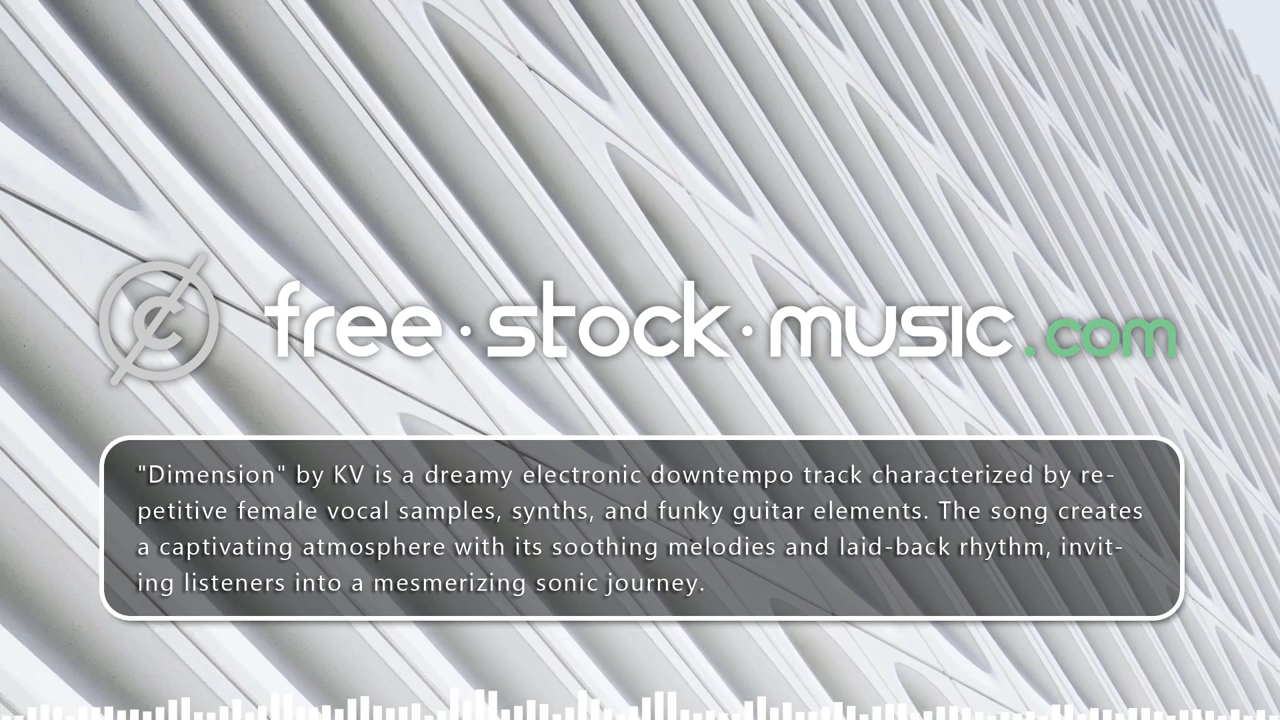 free·stock·music.com
"Dimension" by KV is a dreamy electronic downtempo track characterized by re-
petitive female vocal samples, synths, and funky guitar elements. The song creates
a captivating atmosphere with its soothing melodies and laid-back rhythm, invit-
ing listeners into a mesmerizing sonic journey.